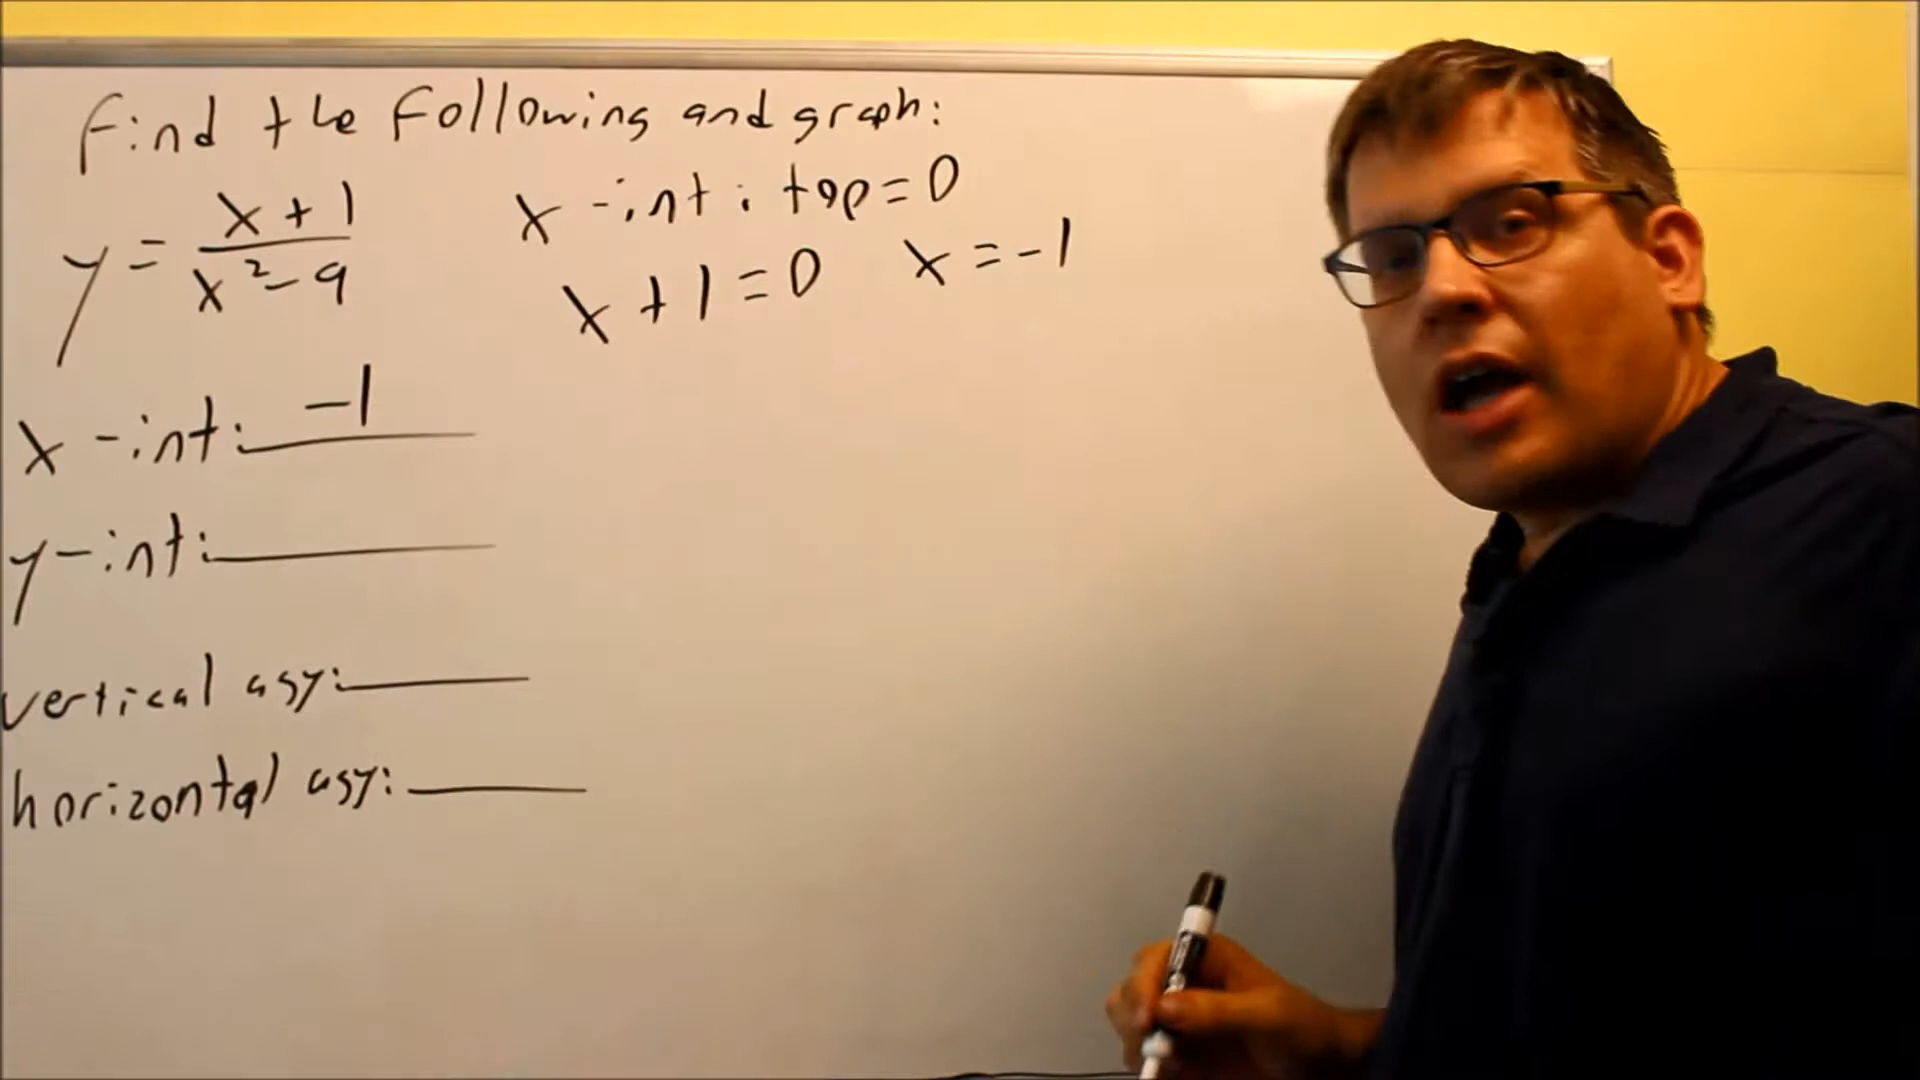 Find the following and graph:
y = x + 1 / x² - 9
x-int: top = 0
x + 1 = 0 x = -1
x-int: -1
y-int:
vertical asy:
horizontal asy: